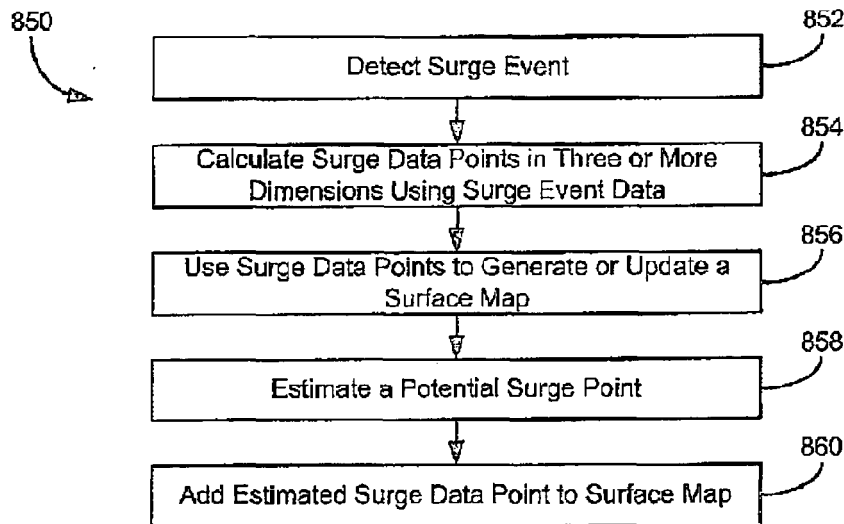 850
852
Detect Surge Event
854
Calculate Surge Data Points in Three or More
Dimensions Using Surge Event Data
856
Use Surge Data Points to Generate or Update a
Surface Map
858
Estimate a Potential Surge Point
860
Add Estimated Surge Data Point to Surface Map